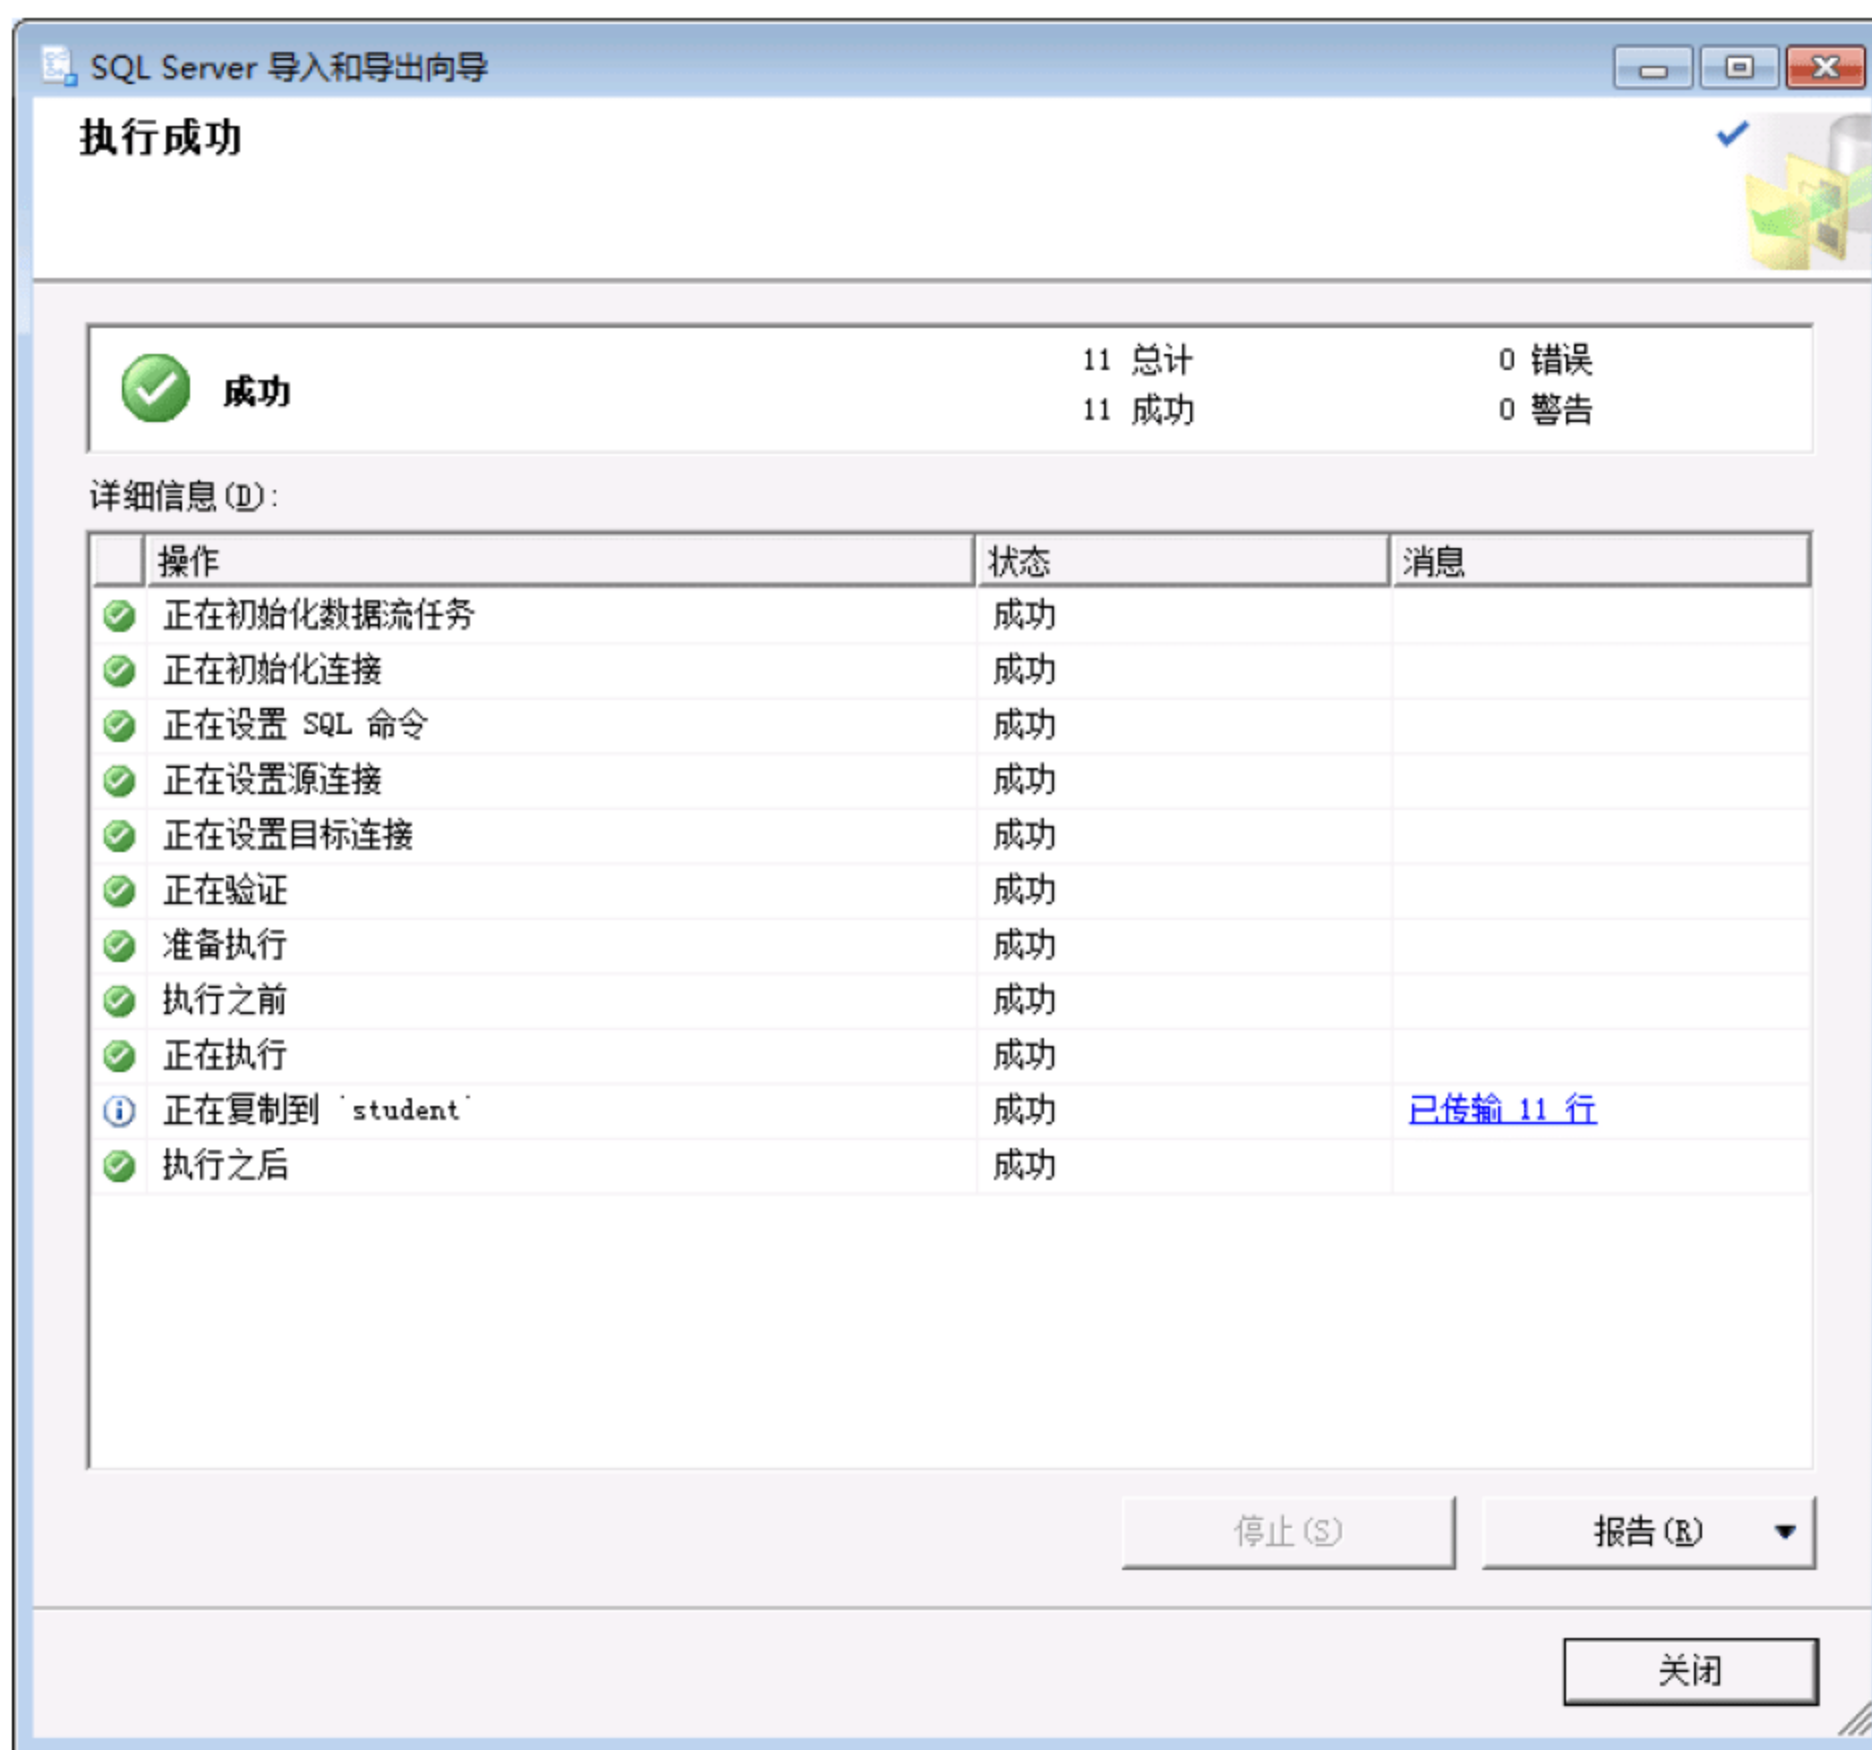 SQL Server 导入和导出向导
执行成功
成功
11 总计
0 错误
11 成功
0 警告
详细信息(D):
操作 状态 消息
正在初始化数据流任务 成功
正在初始化连接 成功
正在设置 SQL 命令 成功
正在设置源连接 成功
正在设置目标连接 成功
正在验证 成功
准备执行 成功
执行之前 成功
正在执行 成功
正在复制到 `student` 成功 已传输 11 行
执行之后 成功
停止(S)
报告(R)
关闭